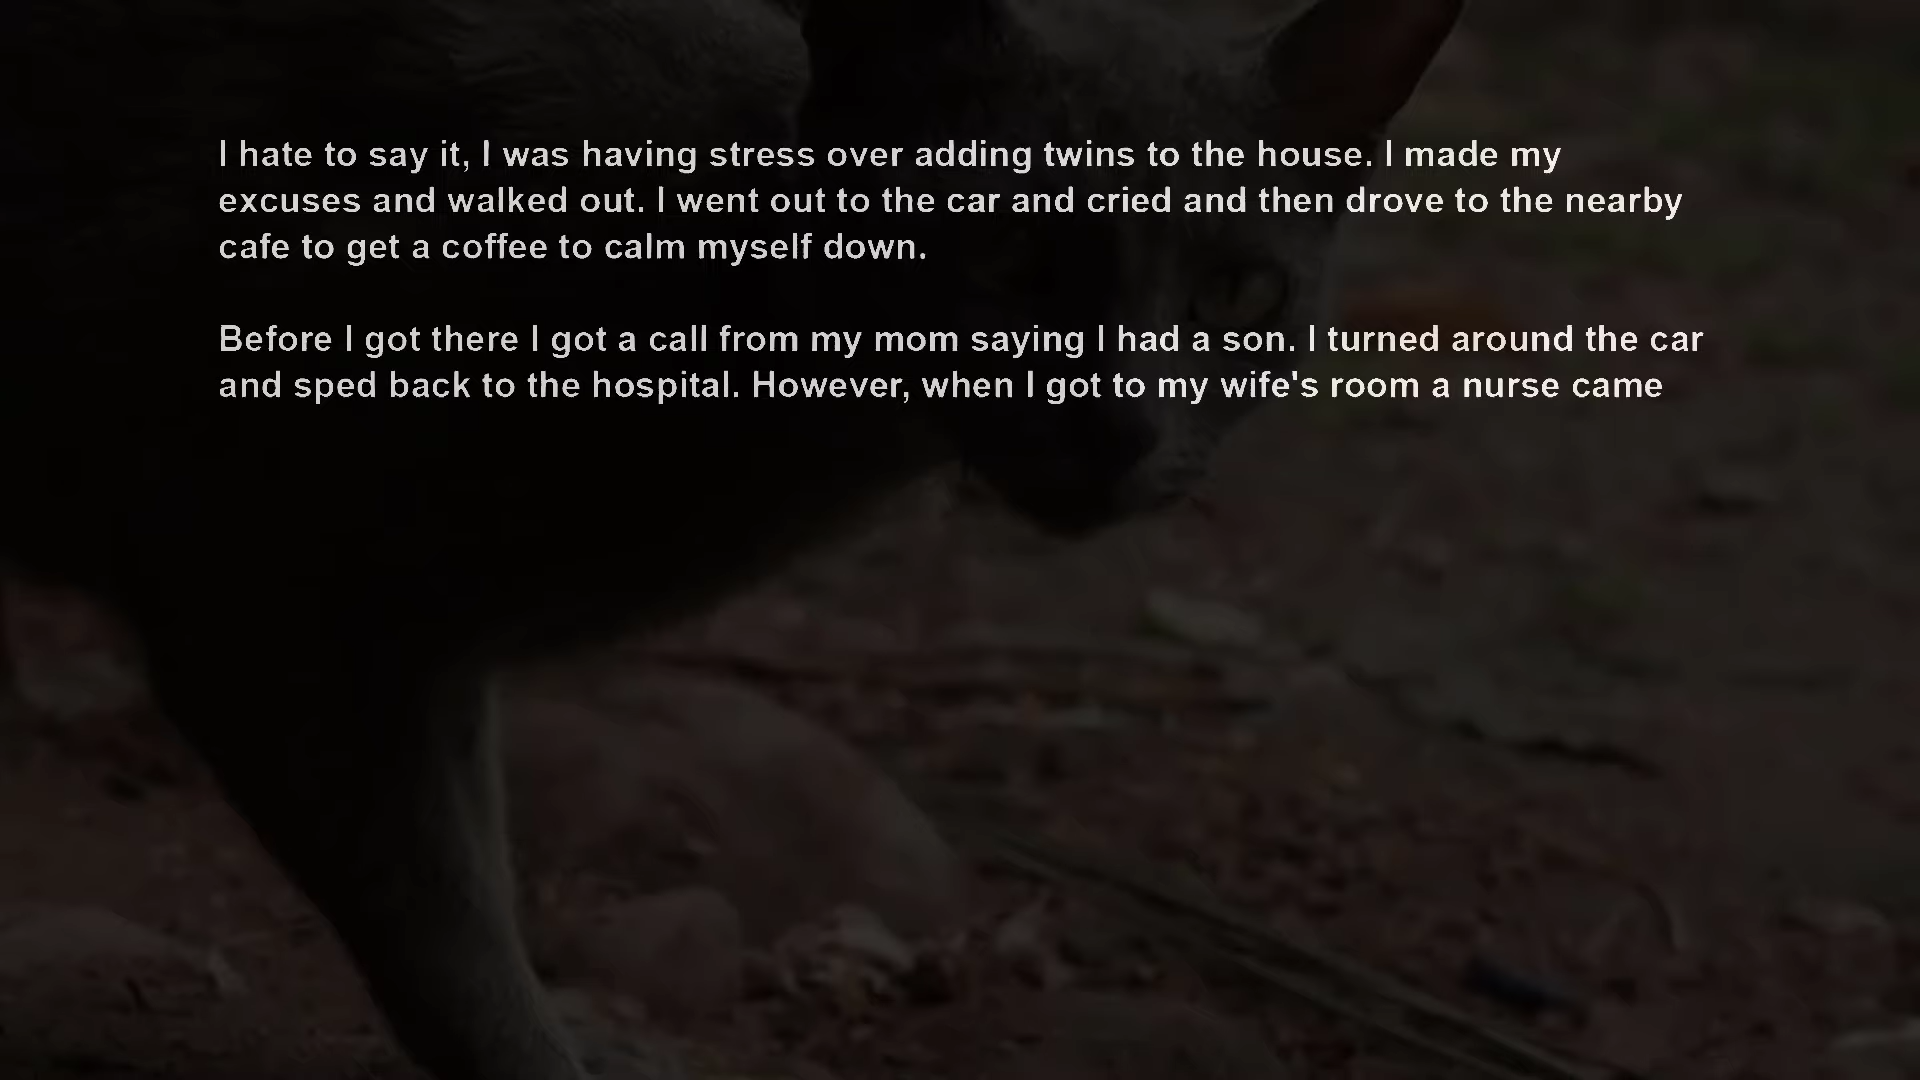 I hate to say it, I was having stress over adding twins to the house. I made my
excuses and walked out. I went out to the car and cried and then drove to the nearby
cafe to get a coffee to calm myself down.
Before I got there I got a call from my mom saying I had a son. I turned around the car
and sped back to the hospital. However, when I got to my wife's room a nurse came